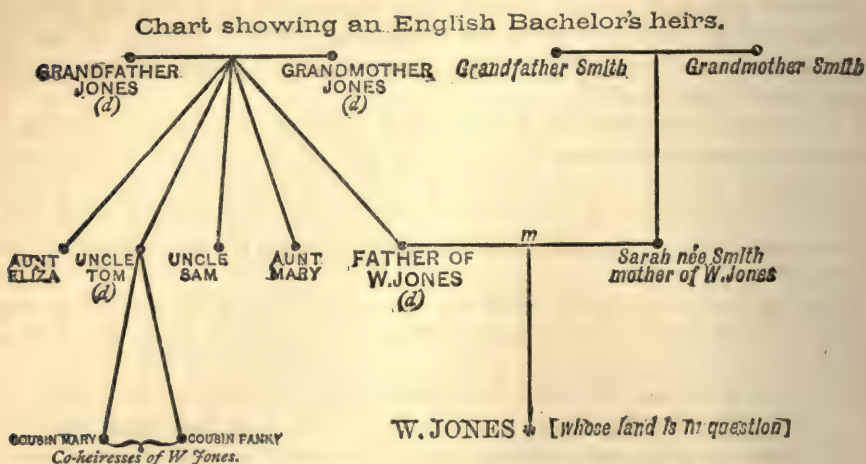 Chart showing an English Bachelor's heirs.
GRANDFATHER JONES (d)
GRANDMOTHER JONES (d)
Grandfather Smith
Grandmother Smith
AUNT ELIZA
UNCLE TOM (d)
UNCLE SAM
AUNT MARY
FATHER OF W. JONES (d)
m
Sarah née Smith
mother of W. Jones
COUSIN MARY
COUSIN FANNY
Co-heiresses of W Jones.
W. JONES [whose land is in question]